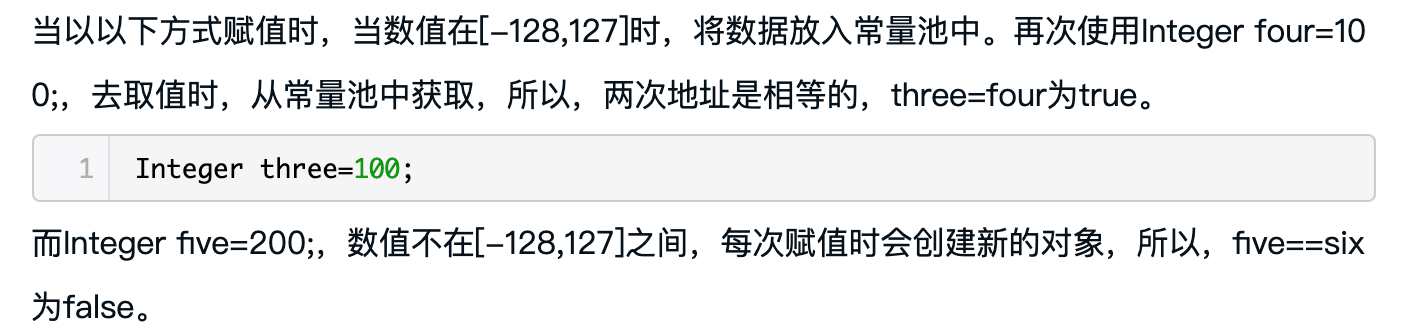 当以以下方式赋值时，当数值在[-128,127]时，将数据放入常量池中。再次使用Integer four=10
0;，去取值时，从常量池中获取，所以，两次地址是相等的，three=four为true。
1 Integer three=100;
而Integer five=200;，数值不在[-128,127]之间，每次赋值时会创建新的对象，所以，five==six
为false。